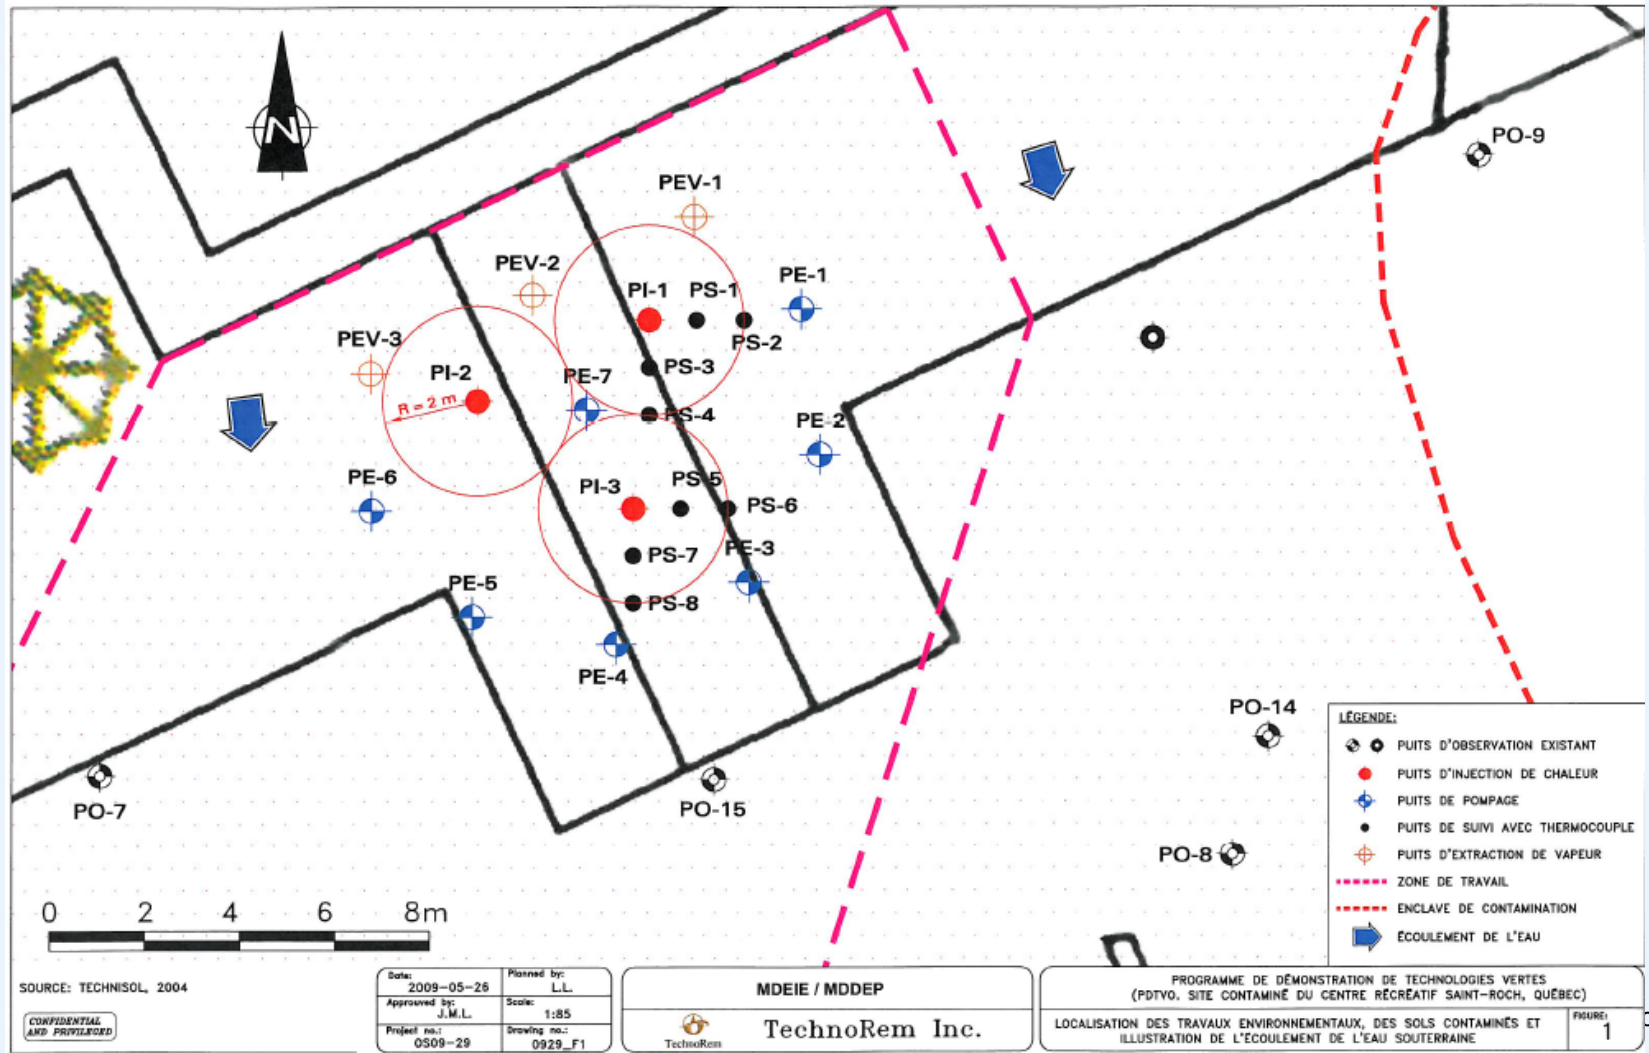 N
PO-9
PEV-1
PEV-2
PE-1
PI-1
PS-1
PS-2
PEV-3
PI-2
PE-7
PS-3
R = 2 m
PS-4
PE-2
PE-6
PI-3
PS-5
PS-6
PS-7
PE-3
PE-5
PS-8
PE-4
PO-14
PO-7
PO-15
PO-8
LÉGENDE:
PUITS D'OBSERVATION EXISTANT
PUITS D'INJECTION DE CHALEUR
PUITS DE POMPAGE
PUITS DE SUIVI AVEC THERMOCOUPLE
PUITS D'EXTRACTION DE VAPEUR
ZONE DE TRAVAIL
ENCLAVE DE CONTAMINATION
ÉCOULEMENT DE L'EAU
0 2 4 6 8m
SOURCE: TECHNISOL, 2004
CONFIDENTIAL
AND PRIVILEGED
Date:
2009-05-26
Planned by:
L.L.
Approuved by:
J.M.L.
Scale:
1:85
Project no.:
0S09-29
Drawing no.:
0929_F1
MDEIE / MDDEP
TechnoRem
TechnoRem Inc.
PROGRAMME DE DÉMONSTRATION DE TECHNOLOGIES VERTES
(PDTVO. SITE CONTAMINÉ DU CENTRE RÉCRÉATIF SAINT-ROCH, QUÉBEC)
LOCALISATION DES TRAVAUX ENVIRONNEMENTAUX, DES SOLS CONTAMINÉS ET
ILLUSTRATION DE L'ÉCOULEMENT DE L'EAU SOUTERRAINE
FIGURE:
1